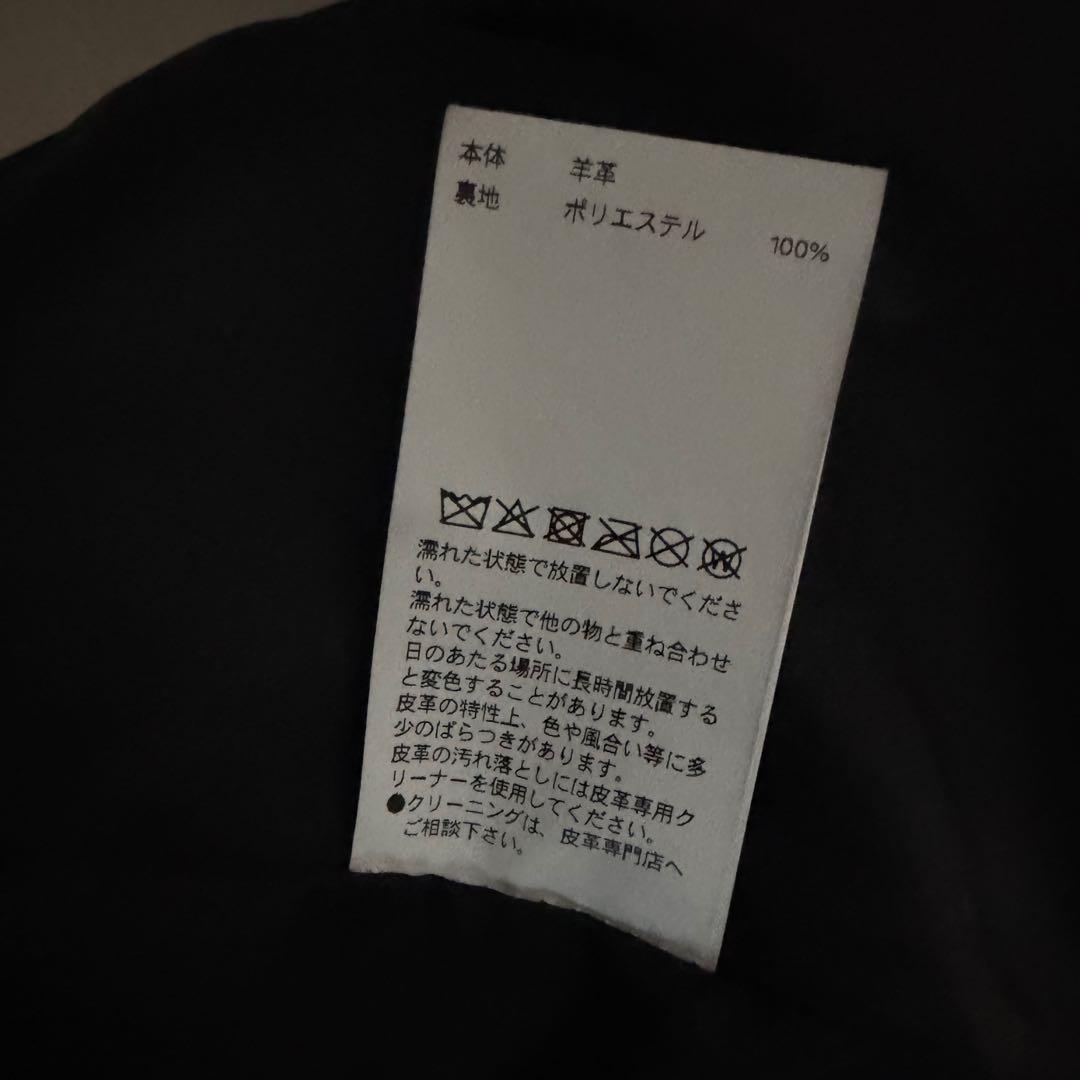 本体 羊革
裏地 ポリエステル 100%
濡れた状態で放置しないでくださ
い。
濡れた状態で他の物と重ね合わせ
ないでください。
日のあたる場所に長時間放置する
と変色することがあります。
皮革の特性上、色や風合い等に多
少のばらつきがあります。
皮革の汚れ落としには皮革専用ク
リーナーを使用してください。
●クリーニングは、皮革専門店へ
ご相談下さい。